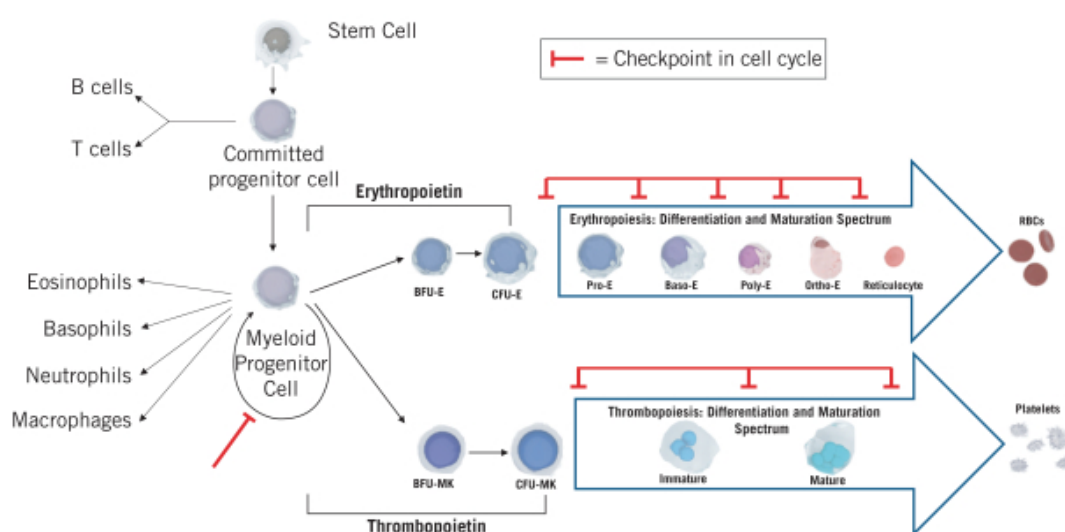 Stem Cell
= Checkpoint in cell cycle
B cells
T cells
Committed
progenitor cell
Erythropoietin
Erythropoiesis: Differentiation and Maturation Spectrum
RBCs
Eosinophils
Basophils
Neutrophils
Macrophages
BFU-E
CFU-E
Pro-E
Baso-E
Poly-E
Ortho-E
Reticulocyte
Myeloid
Progenitor
Cell
Thrombopoiesis: Differentiation and Maturation
Spectrum
Platelets
BFU-MK
CFU-MK
Immature
Mature
Thrombopoietin